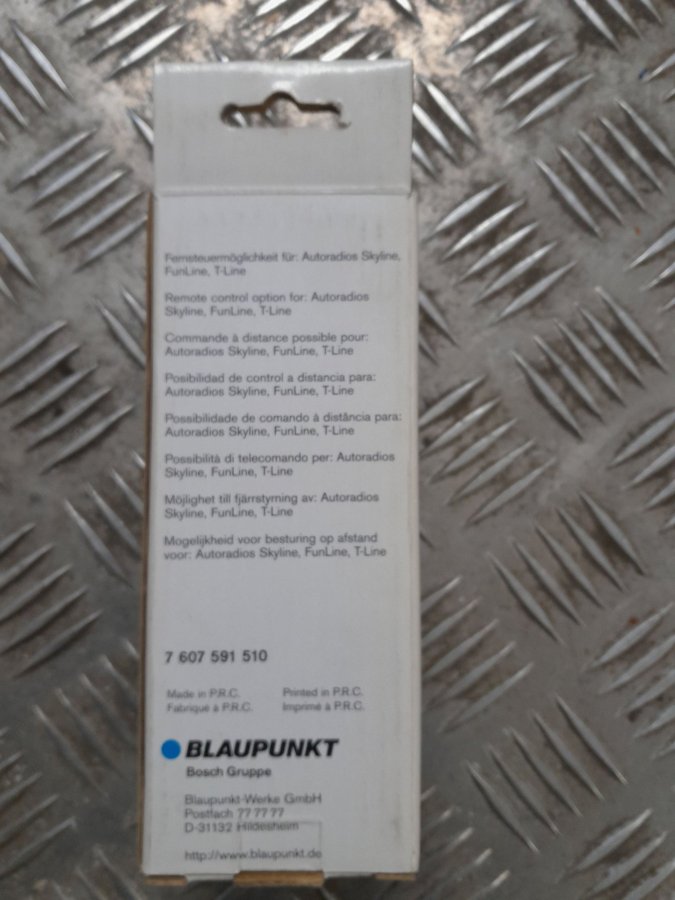 Fernsteuermöglichkeit für: Autoradios Skyline,
FunLine, T-Line
Remote control option for: Autoradios
Skyline, FunLine, T-Line
Commande à distance possible pour:
Autoradios Skyline, FunLine, T-Line
Posibilidad de control a distancia para:
Autoradios Skyline, FunLine, T-Line
Possibilidade de comando à distância para:
Autoradios Skyline, FunLine, T-Line
Possibilità di telecomando per: Autoradios
Skyline, FunLine, T-Line
Möjlighet till fjärrstyrning av: Autoradios
Skyline, FunLine, T-Line
Mogelijkheid voor besturing op afstand
voor: Autoradios Skyline, FunLine, T-Line
7 607 591 510
Made in P.R.C. Printed in P.R.C.
Fabriqué à P.R.C. Imprimé à P.R.C.
BLAUPUNKT
Bosch Gruppe
Blaupunkt-Werke GmbH
Postfach 77 77 77
D-31132 Hildesheim
http://www.blaupunkt.de